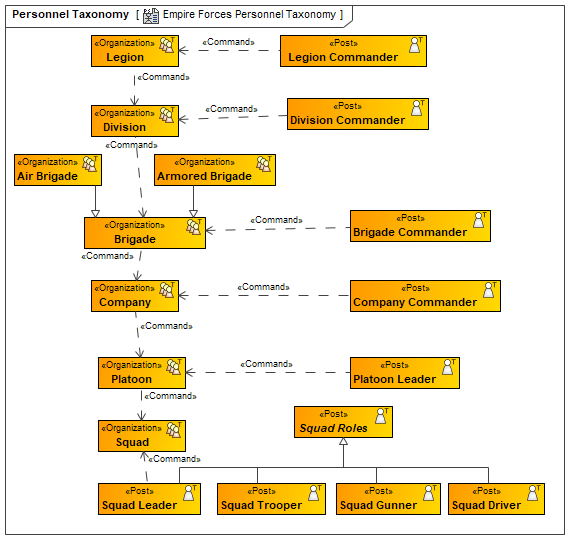 Personnel Taxonomy [ Empire Forces Personnel Taxonomy ]
«Organization» T
Legion
«Command»
«Post» T
Legion Commander
«Command»
«Organization» T
Division
«Command»
«Post» T
Division Commander
«Command»
«Organization» T
Air Brigade
«Organization» T
Armored Brigade
«Organization» T
Brigade
«Command»
«Post» T
Brigade Commander
«Command»
«Organization» T
Company
«Command»
«Post» T
Company Commander
«Command»
«Organization» T
Platoon
«Command»
«Post» T
Platoon Leader
«Command»
«Organization» T
Squad
«Post» T
Squad Roles
«Command»
«Post» T
Squad Leader
«Post» T
Squad Trooper
«Post» T
Squad Gunner
«Post» T
Squad Driver